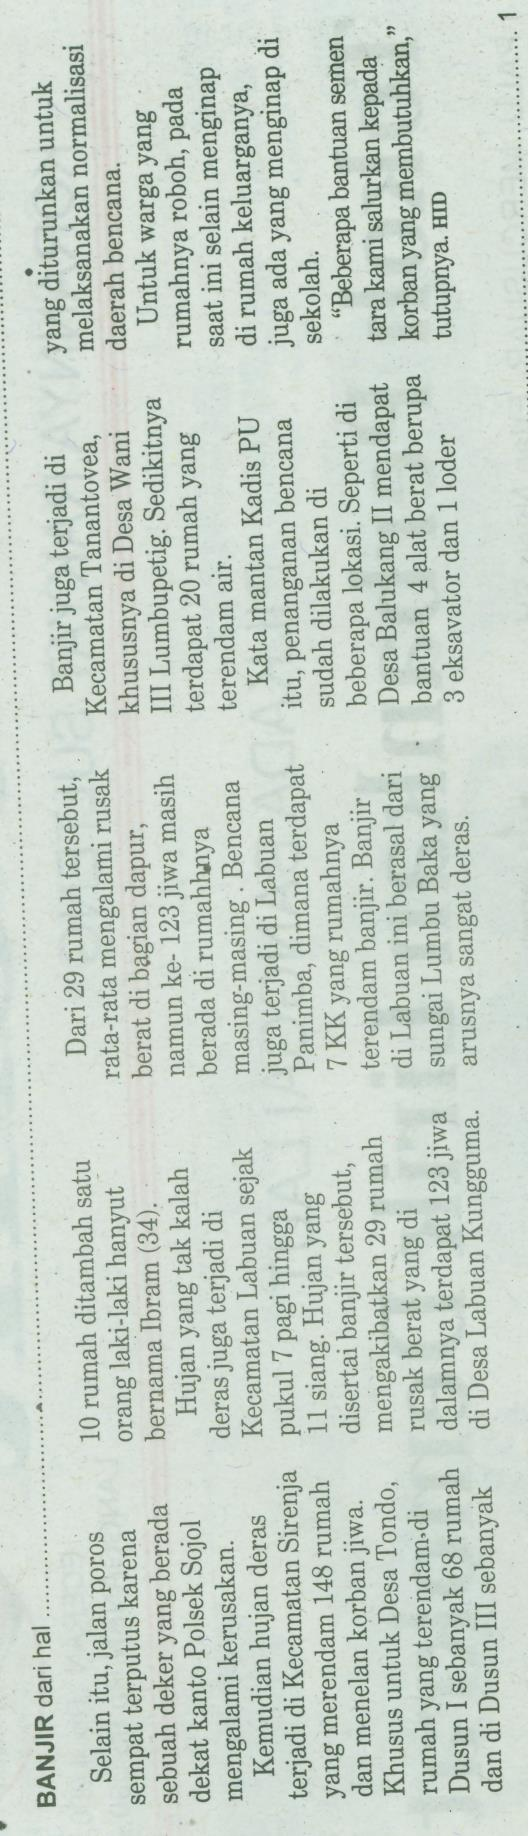 BANJIR dari hal ........ 1
Selain itu, jalan poros
sempat terputus karena
sebuah deker yang berada
dekat kanto Polsek Sojol
mengalami kerusakan.
Kemudian hujan deras
terjadi di Kecamatan Sirenja
yang merendam 148 rumah
dan menelan korban jiwa.
Khusus untuk Desa Tondo,
rumah yang terendam di
Dusun I sebanyak 68 rumah
dan di Dusun III sebanyak
10 rumah ditambah satu
orang laki-laki hanyut
bernama Ibram (34).
Hujan yang tak kalah
deras juga terjadi di
Kecamatan Labuan sejak
pukul 7 pagi hingga
11 siang. Hujan yang
disertai banjir tersebut,
mengakibatkan 29 rumah
rusak berat yang di
dalamnya terdapat 123 jiwa
di Desa Labuan Kungguma.
Dari 29 rumah tersebut,
rata-rata mengalami rusak
berat di bagian dapur,
namun ke- 123 jiwa masih
berada di rumahhnya
masing-masing . Bencana
juga terjadi di Labuan
Panimba, dimana terdapat
7 KK yang rumahnya
terendam banjir. Banjir
di Labuan ini berasal dari
sungai Lumbu Baka yang
arusnya sangat deras.
Banjir juga terjadi di
Kecamatan Tanantovea,
khususnya di Desa Wani
III Lumbupetig. Sedikitnya
terdapat 20 rumah yang
terendam air.
Kata mantan Kadis PU
itu, penanganan bencana
sudah dilakukan di
beberapa lokasi. Seperti di
Desa Balukang II mendapat
bantuan 4 alat berat berupa
3 eksavator dan 1 loder
yang diturunkan untuk
melaksanakan normalisasi
daerah bencana.
Untuk warga yang
rumahnya roboh, pada
saat ini selain menginap
di rumah keluarganya,
juga ada yang menginap di
sekolah.
“Beberapa bantuan semen
tara kami salurkan kepada
korban yang membutuhkan,”
tutupnya. HD